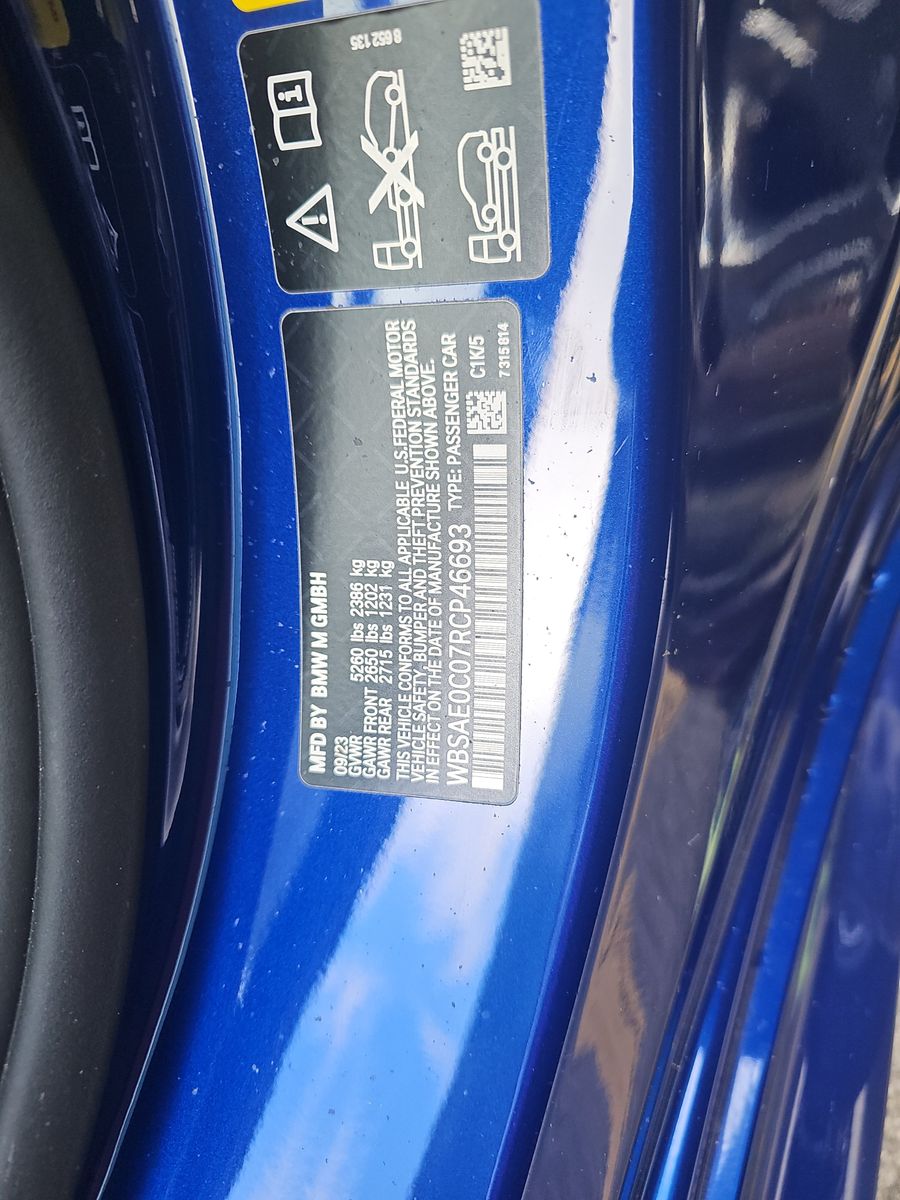 8 652 135
MFD BY BMW M GMBH
09/23
GVWR 5260 lbs 2386 kg
GAWR FRONT 2650 lbs 1202 kg
GAWR REAR 2715 lbs 1231 kg
THIS VEHICLE CONFORMS TO ALL APPLICABLE U.S.FEDERAL MOTOR
VEHICLE SAFETY, BUMPER AND THEFT PREVENTION STANDARDS
IN EFFECT ON THE DATE OF MANUFACTURE SHOWN ABOVE.
WBSAE0C07RCP46693 TYPE: PASSENGER CAR
C1K/5
7 315 814